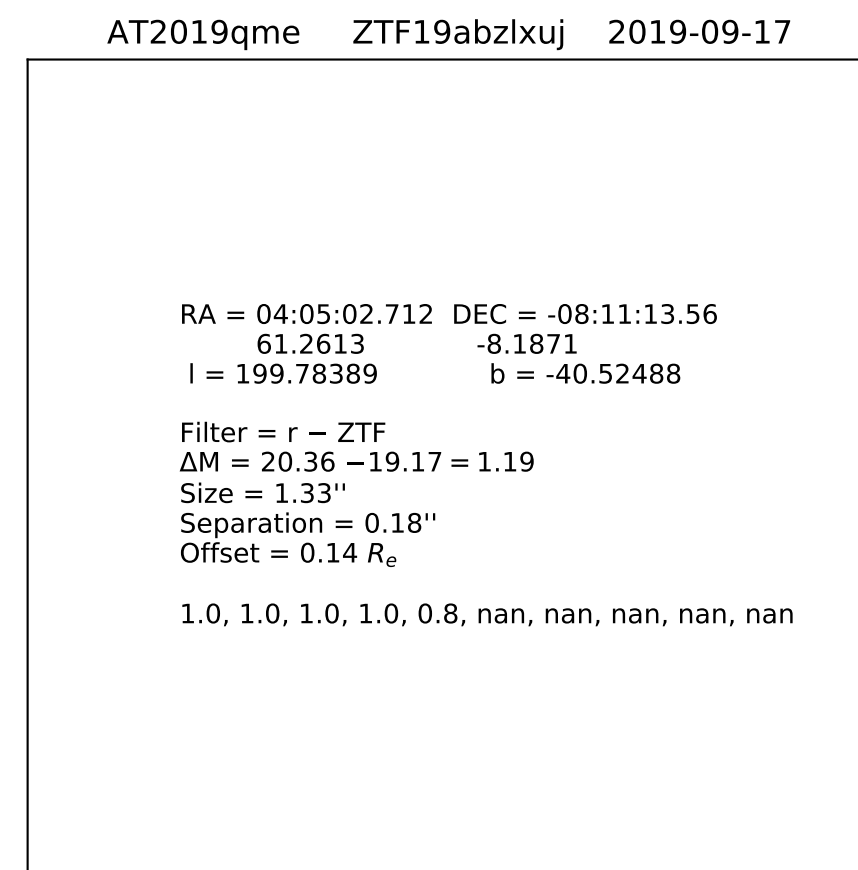 AT2019qme ZTF19abzlxuj 2019-09-17
RA = 04:05:02.712 DEC = -08:11:13.56
61.2613 -8.1871
l = 199.78389 b = -40.52488
Filter = r − ZTF
ΔM = 20.36 −19.17 = 1.19
Size = 1.33''
Separation = 0.18''
Offset = 0.14 Rₑ
1.0, 1.0, 1.0, 1.0, 0.8, nan, nan, nan, nan, nan